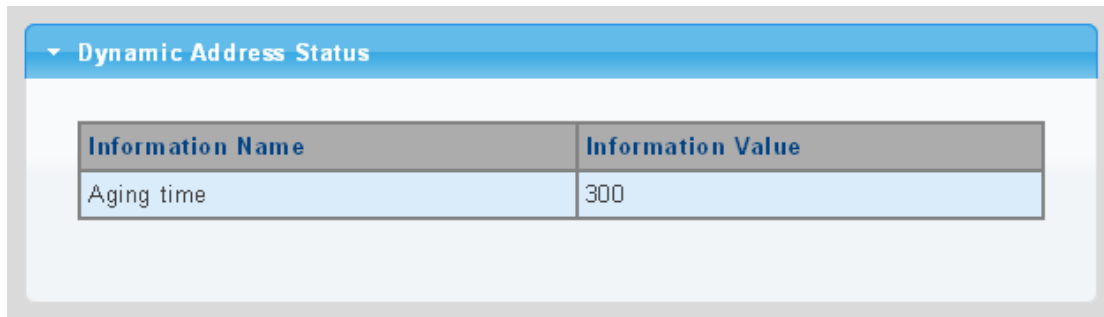 Dynamic Address Status
Information Name Information Value
Aging time 300